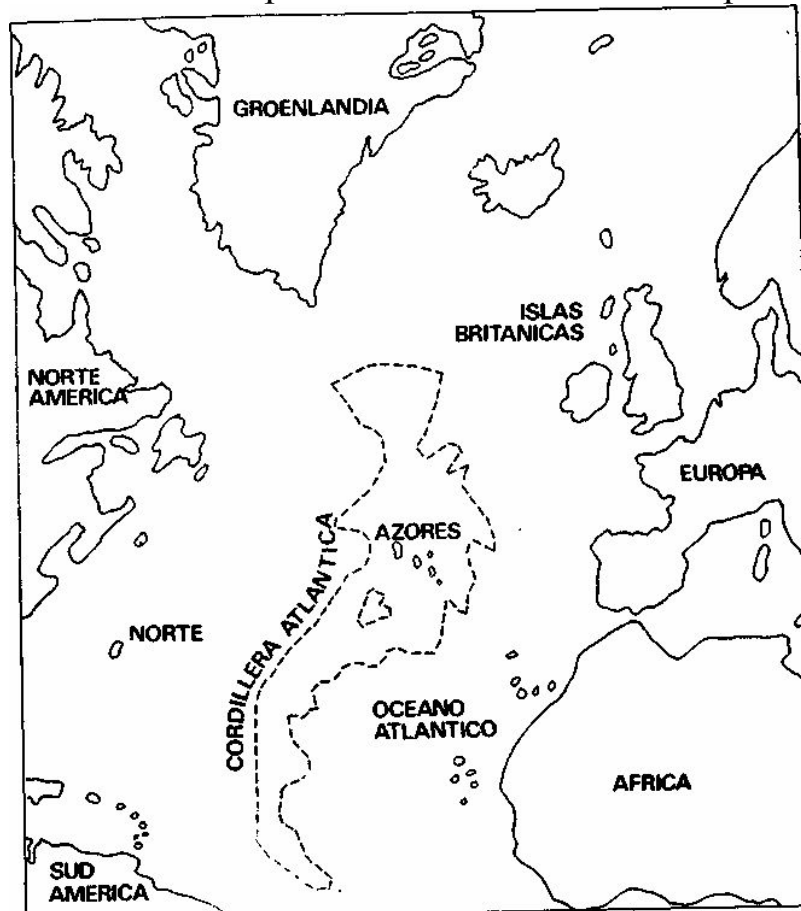 GROENLANDIA
ISLAS
BRITANICAS
NORTE
AMERICA
EUROPA
AZORES
CORDILLERA ATLANTICA
NORTE
OCEANO
ATLANTICO
AFRICA
SUD
AMERICA